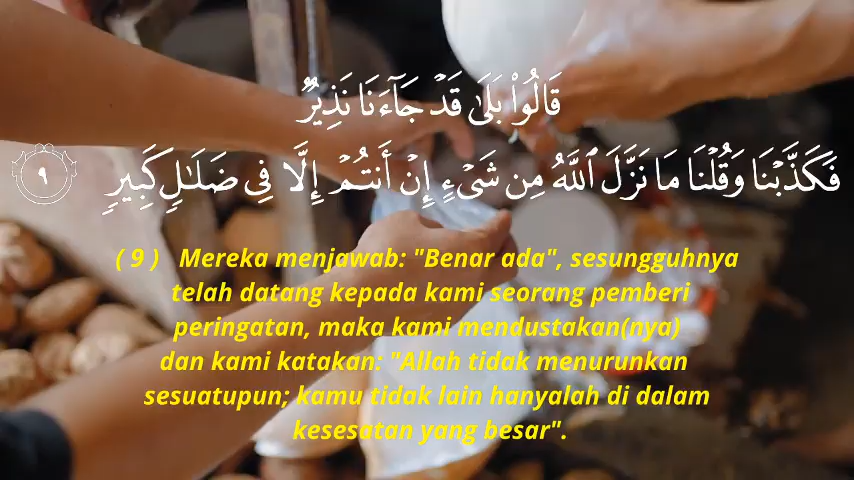 قَالُوا۟ بَلَىٰ قَدْ جَآءَنَا نَذِيرٌ
فَكَذَّبْنَا وَقُلْنَا مَا نَزَّلَ ٱللَّهُ مِن شَىْءٍ إِنْ أَنتُمْ إِلَّا فِى ضَلَـٰلٍ كَبِيرٍ ٩
( 9 ) Mereka menjawab: "Benar ada", sesungguhnya
telah datang kepada kami seorang pemberi
peringatan, maka kami mendustakan(nya)
dan kami katakan: "Allah tidak menurunkan
sesuatupun; kamu tidak lain hanyalah di dalam
kesesatan yang besar".